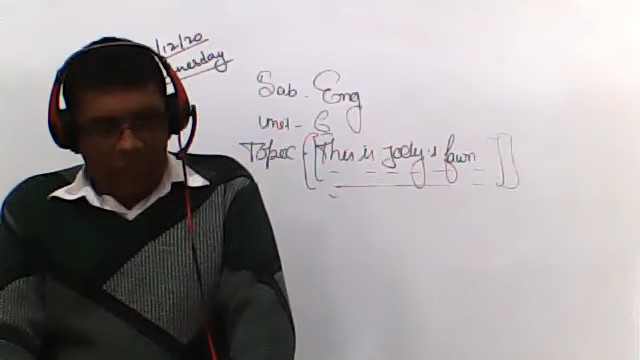 /12/20
nesday
Sub - Eng
Unit - 6
Topic [[This is Jody's fawn]]